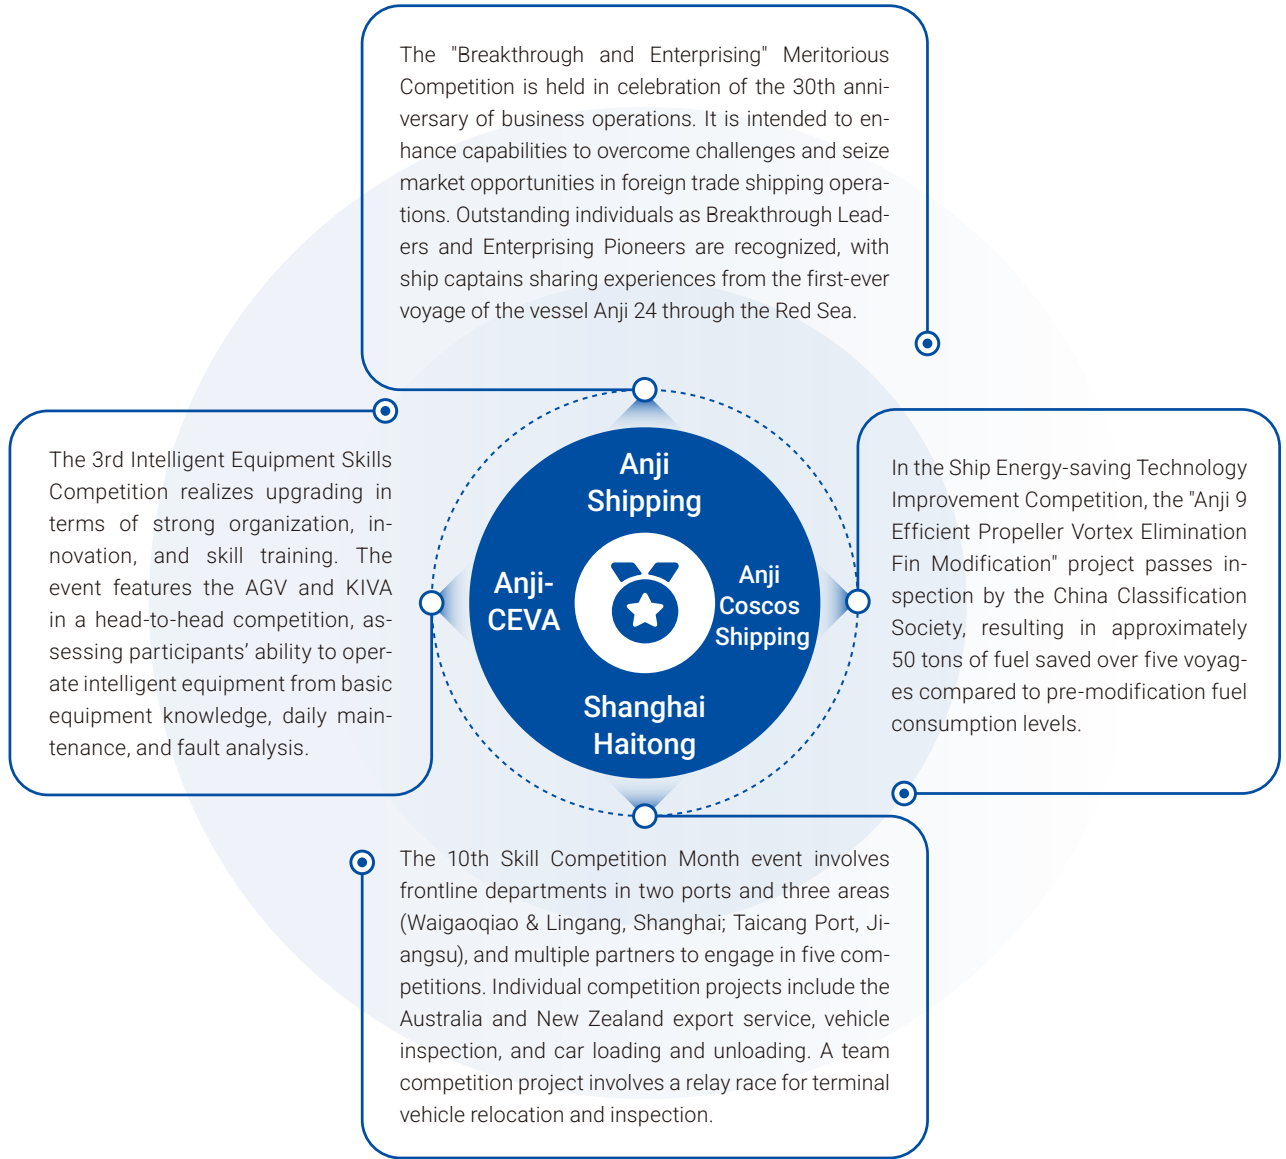 The "Breakthrough and Enterprising" Meritorious
Competition is held in celebration of the 30th anni-
versary of business operations. It is intended to en-
hance capabilities to overcome challenges and seize
market opportunities in foreign trade shipping opera-
tions. Outstanding individuals as Breakthrough Lead-
ers and Enterprising Pioneers are recognized, with
ship captains sharing experiences from the first-ever
voyage of the vessel Anji 24 through the Red Sea.
The 3rd Intelligent Equipment Skills
Competition realizes upgrading in
terms of strong organization, in-
novation, and skill training. The
event features the AGV and KIVA
in a head-to-head competition, as-
sessing participants’ ability to oper-
ate intelligent equipment from basic
equipment knowledge, daily main-
tenance, and fault analysis.
Anji
Shipping
Anji-
CEVA
Anji
Coscos
Shipping
Shanghai
Haitong
In the Ship Energy-saving Technology
Improvement Competition, the "Anji 9
Efficient Propeller Vortex Elimination
Fin Modification" project passes in-
spection by the China Classification
Society, resulting in approximately
50 tons of fuel saved over five voyag-
es compared to pre-modification fuel
consumption levels.
The 10th Skill Competition Month event involves
frontline departments in two ports and three areas
(Waigaoqiao & Lingang, Shanghai; Taicang Port, Ji-
angsu), and multiple partners to engage in five com-
petitions. Individual competition projects include the
Australia and New Zealand export service, vehicle
inspection, and car loading and unloading. A team
competition project involves a relay race for terminal
vehicle relocation and inspection.